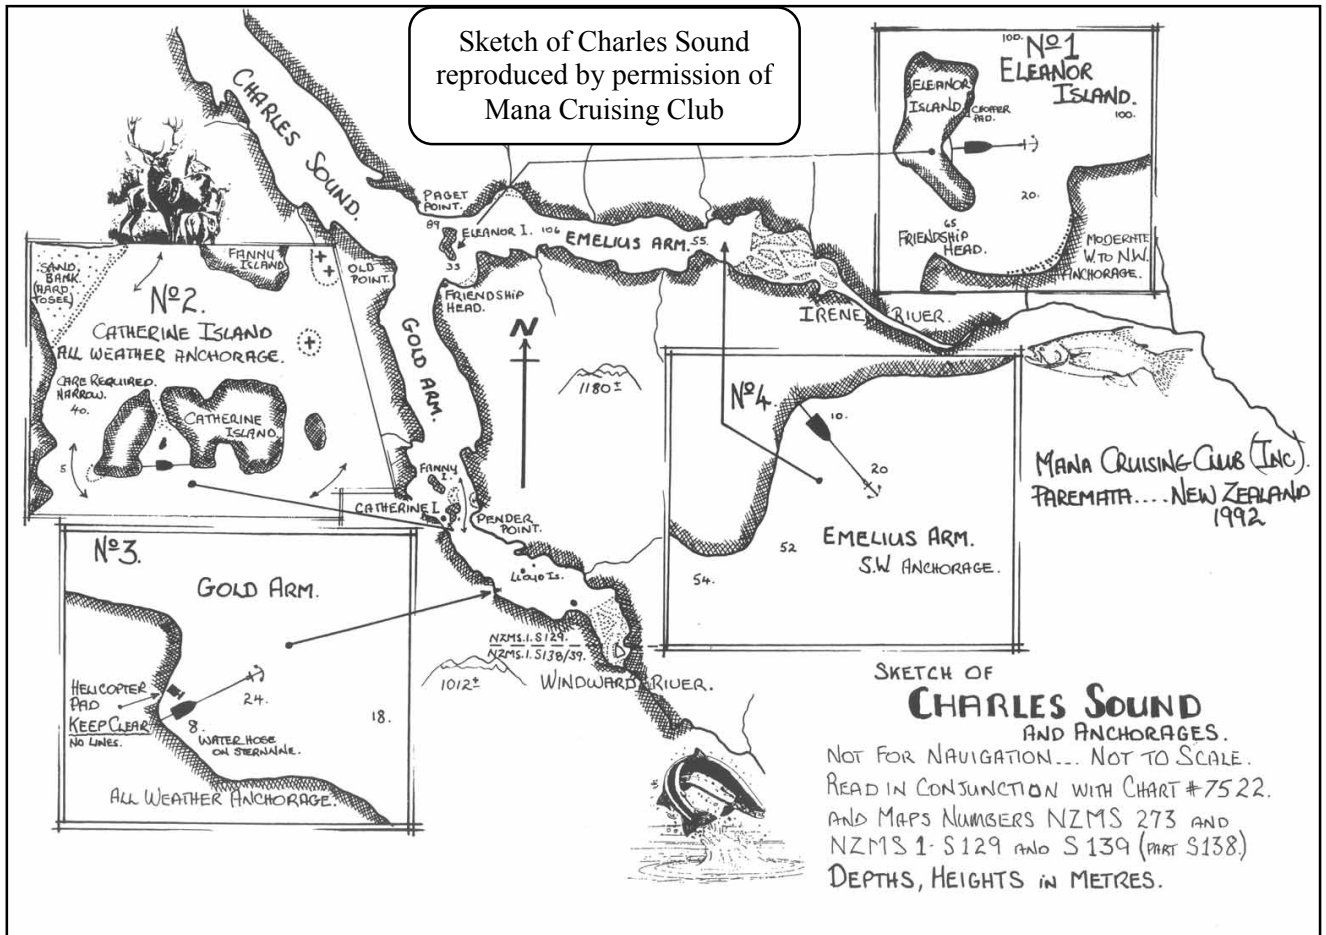 Sketch of Charles Sound
reproduced by permission of
Mana Cruising Club
CHARLES SOUND.
PAGET
POINT.
89
ELEANOR I.
106
EMELIUS ARM.
55.
33
FRIENDSHIP
HEAD.
OLD
POINT.
GOLD ARM.
N
1180±
IRENE RIVER.
FANNY
I.
CATHERINE I.
PENDER
POINT.
LLOYD IS.
NZMS.1. S129.
NZMS.1. S138/39.
1012±
WINDWARD RIVER.
Nº1
ELEANOR
ISLAND.
100.
100.
ELEANOR
ISLAND
CHOPPER
PAD.
20.
65
FRIENDSHIP
HEAD.
MODERATE
W. TO N.W.
ANCHORAGE.
SAND
BANK
(HARD
TO SEE)
FANNY
ISLAND
Nº2.
CATHERINE ISLAND
ALL WEATHER ANCHORAGE.
CARE REQUIRED.
NARROW.
40.
5
CATHERINE
ISLAND.
Nº3.
GOLD ARM.
HELICOPTER
PAD
KEEP CLEAR
NO LINES.
24.
18.
8.
WATER HOSE
ON STERNLINE.
ALL WEATHER ANCHORAGE.
Nº4.
10.
20
52
54.
EMELIUS ARM.
S.W ANCHORAGE.
MANA CRUISING CLUB (INC).
PAREMATA.... NEW ZEALAND
1992
SKETCH OF
CHARLES SOUND
AND ANCHORAGES.
NOT FOR NAVIGATION... NOT TO SCALE.
READ IN CONJUNCTION WITH CHART #7522.
AND MAPS NUMBERS NZMS 273 AND
NZMS 1- S129 AND S139 (PART S138.)
DEPTHS, HEIGHTS IN METRES.